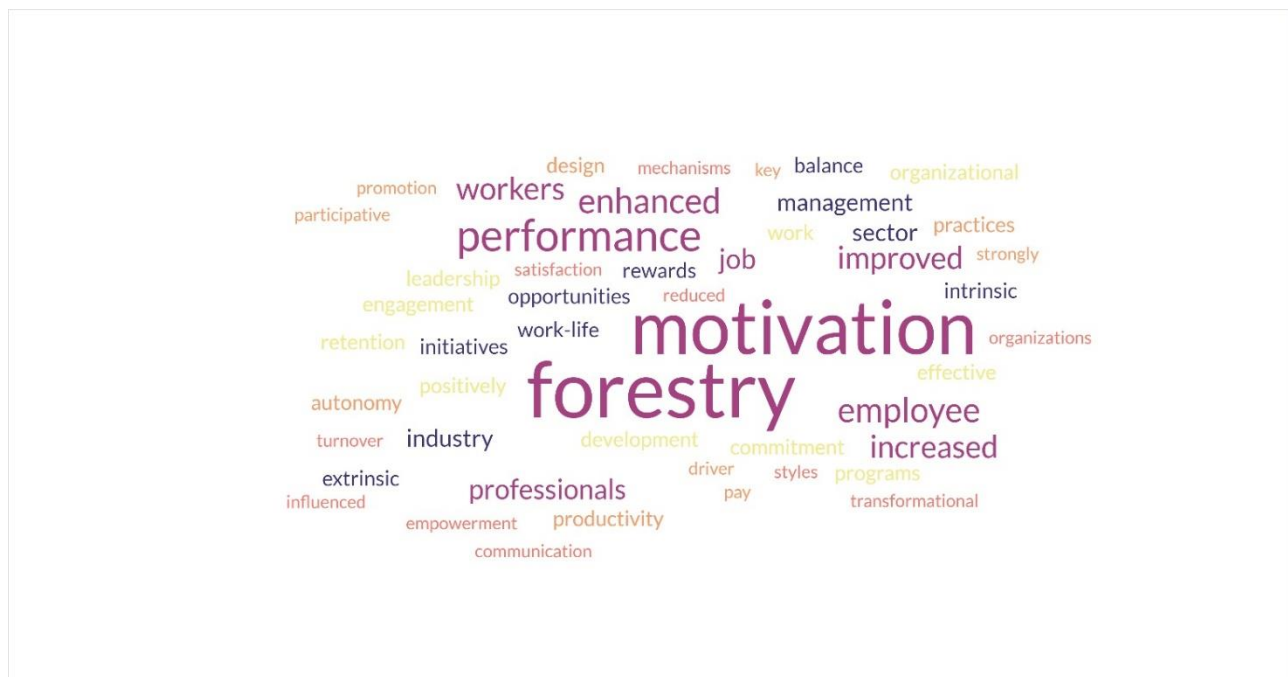 design mechanisms key balance organizational
promotion workers enhanced management
participative performance work sector practices
leadership satisfaction rewards job improved strongly
engagement opportunities reduced intrinsic
retention initiatives work-life motivation organizations
positively forestry effective
autonomy employee
turnover industry development commitment increased
extrinsic professionals driver styles programs
influenced pay transformational
empowerment productivity
communication